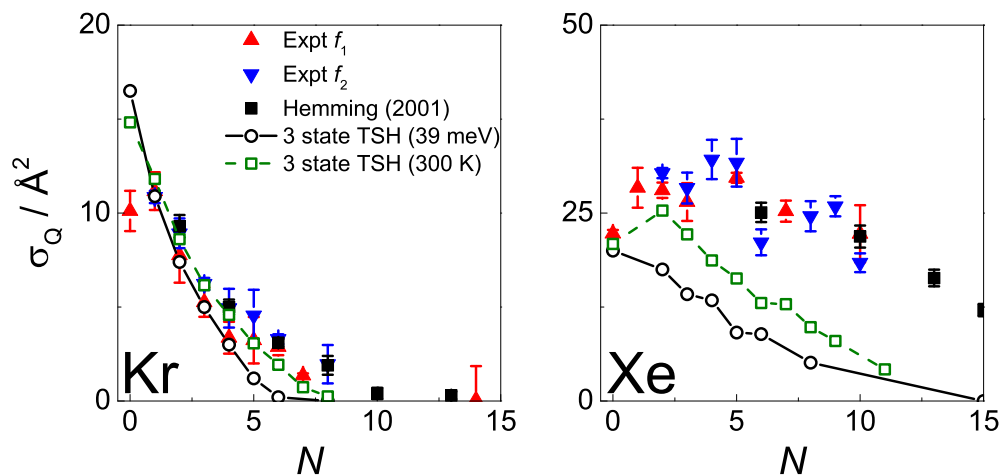 σ_Q / Å²
20
10
0
Expt f₁
Expt f₂
Hemming (2001)
3 state TSH (39 meV)
3 state TSH (300 K)
Kr
0 5 10 15
N
50
25
0
Xe
0 5 10 15
N